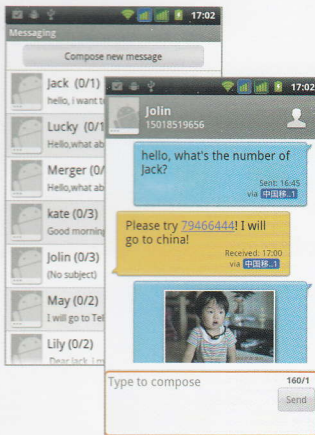 17:02
Messaging
Compose new message
Jack (0/1)
hello, i want t
Lucky (0/1
Hello,what ab
Merger (0/
Hello,what ab
kate (0/3)
Good morning
Jolin (0/3)
(No subject)
May (0/2)
I will go to Tel
Lily (0/2)
Dear Jack, i m
17:02
Jolin
15018519656
hello, what's the number of
Jack?
Sent: 16:45
via 中国移..1
Please try 79466444! I will
go to china!
Received: 17:00
via 中国移..1
Type to compose
160/1
Send